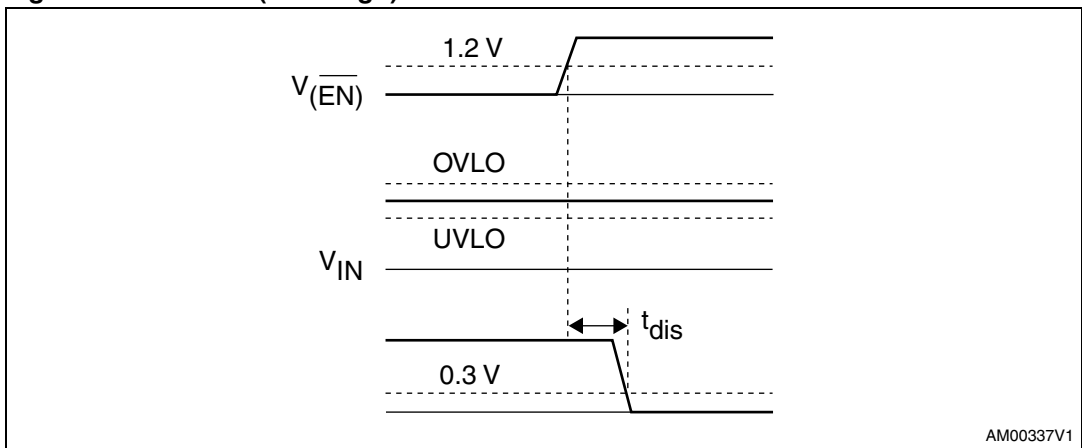 1.2 V
V(EN)
OVLO
UVLO
VIN
tdis
0.3 V
AM00337V1